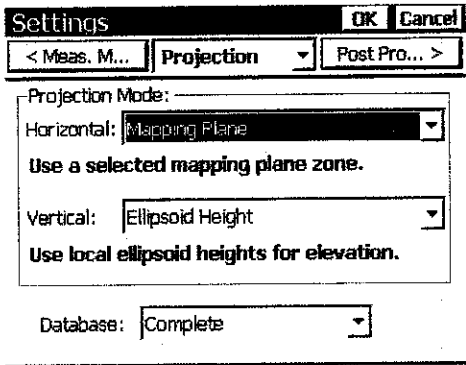 Settings OK Cancel
< Meas. M... Projection Post Pro... >
Projection Mode:
Horizontal: Mapping Plane
Use a selected mapping plane zone.
Vertical: Ellipsoid Height
Use local ellipsoid heights for elevation.
Database: Complete